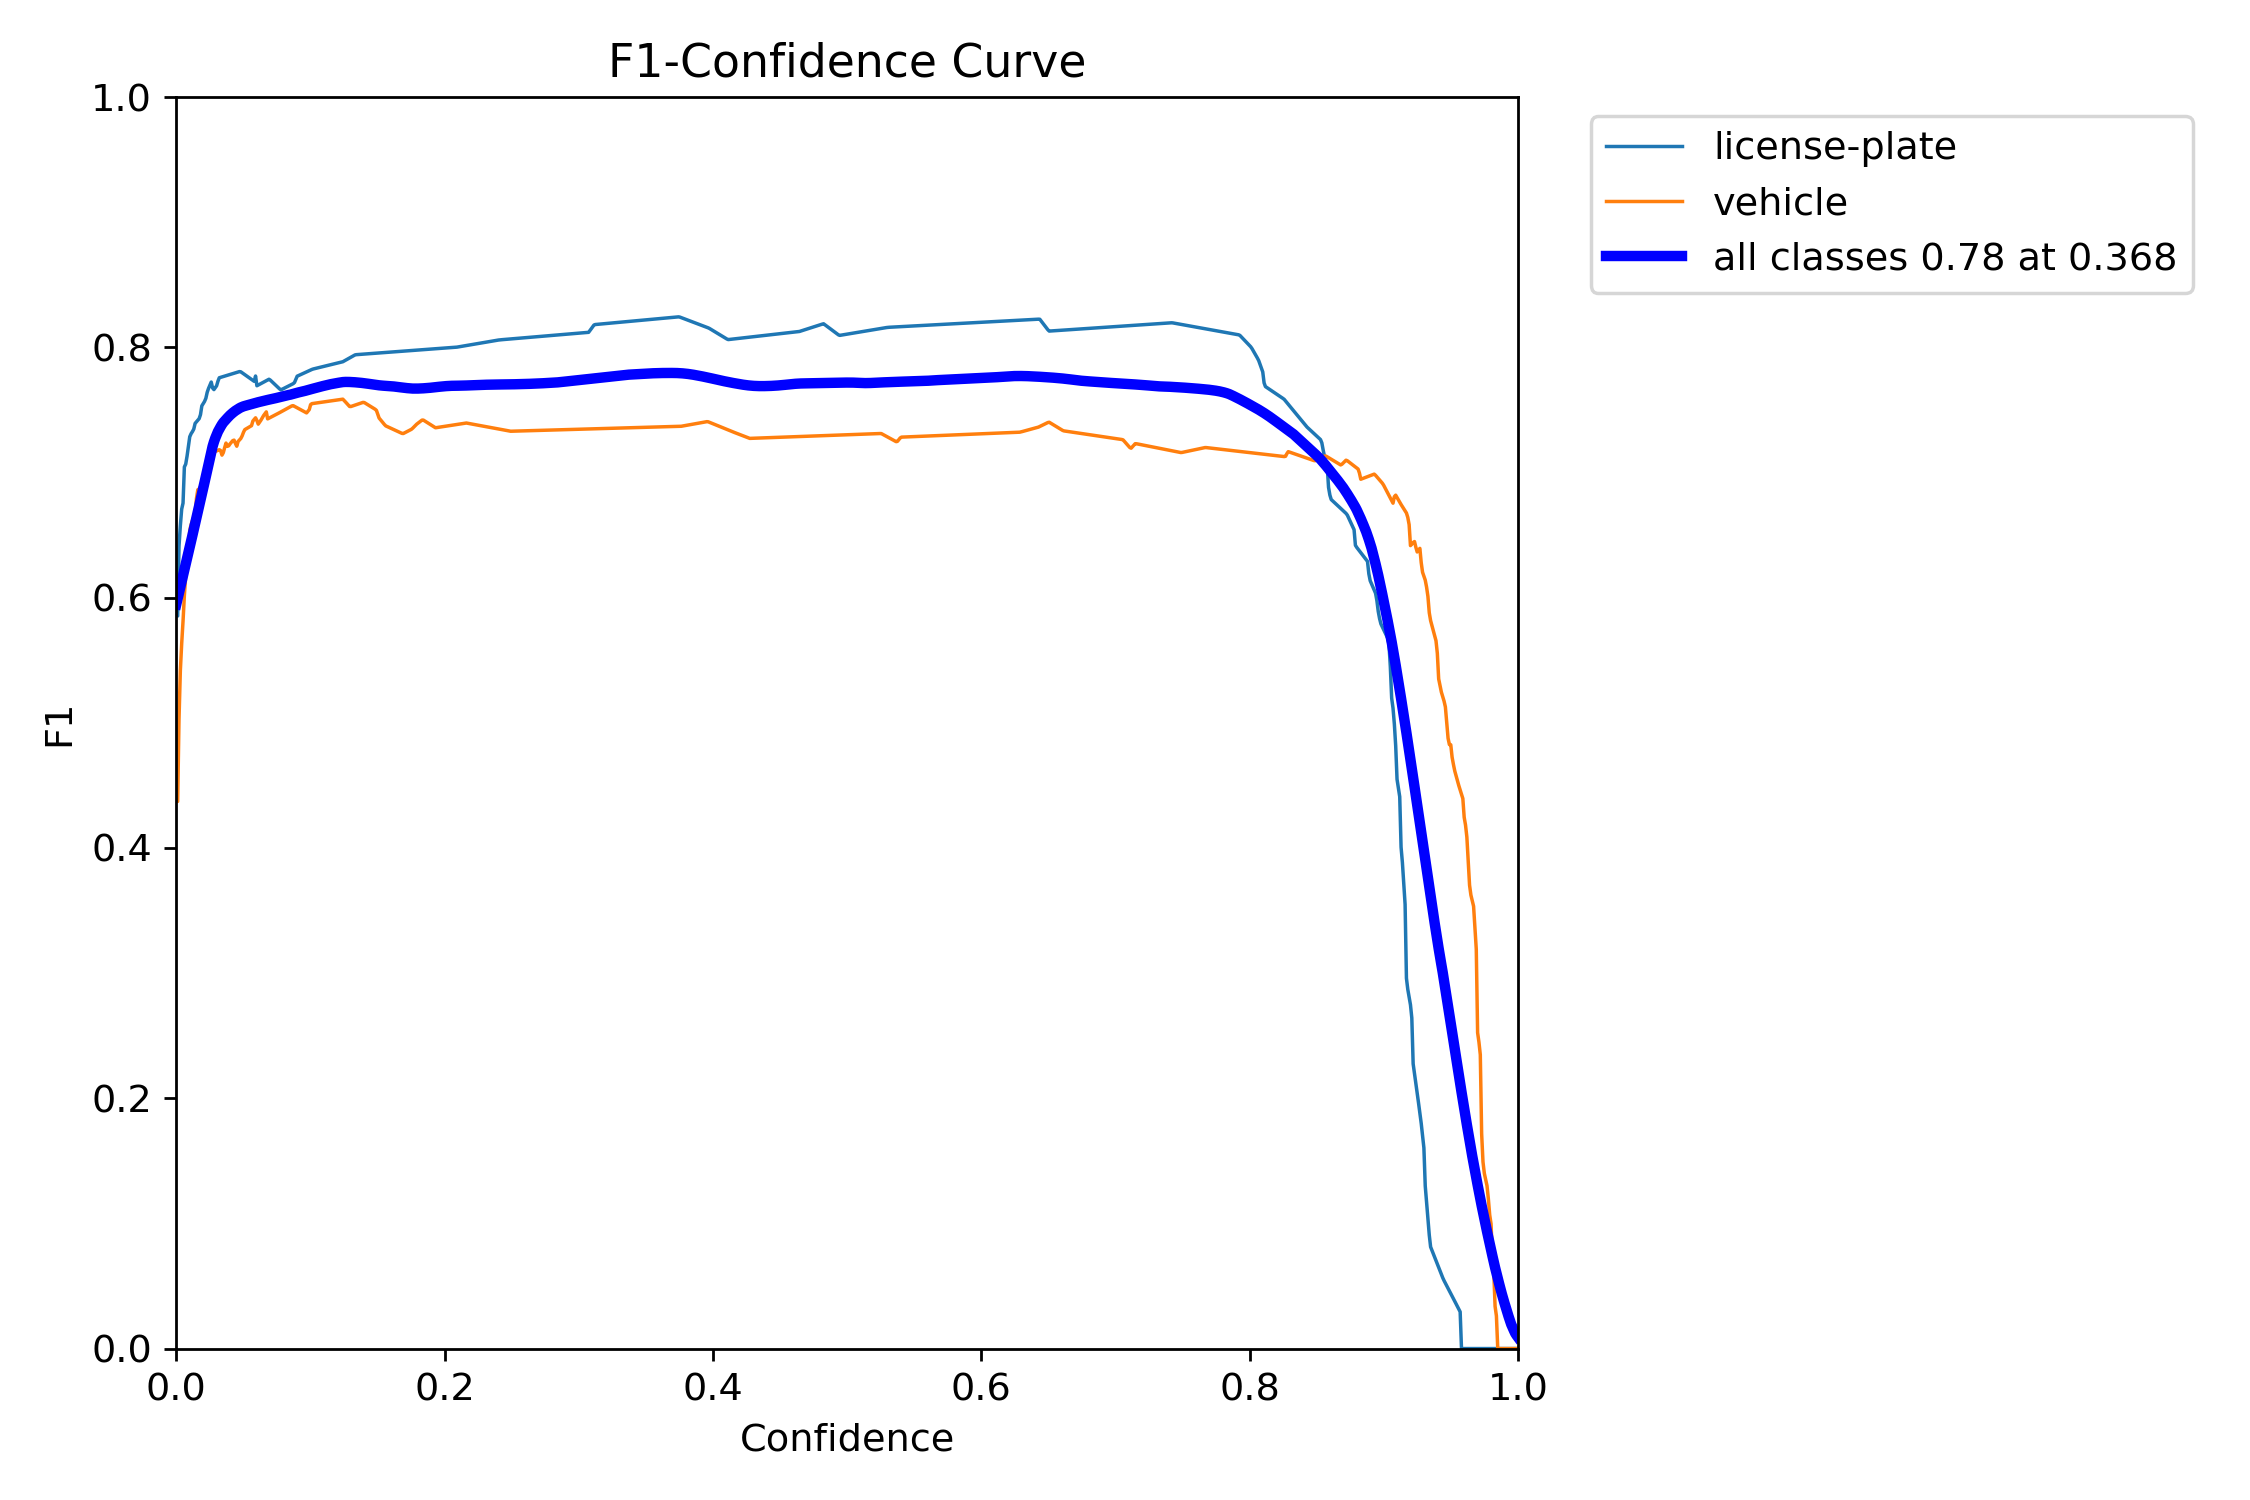 F1-Confidence Curve
1.0
0.8
0.6
0.4
0.2
0.0
F1
0.0 0.2 0.4 0.6 0.8 1.0
Confidence
license-plate
vehicle
all classes 0.78 at 0.368